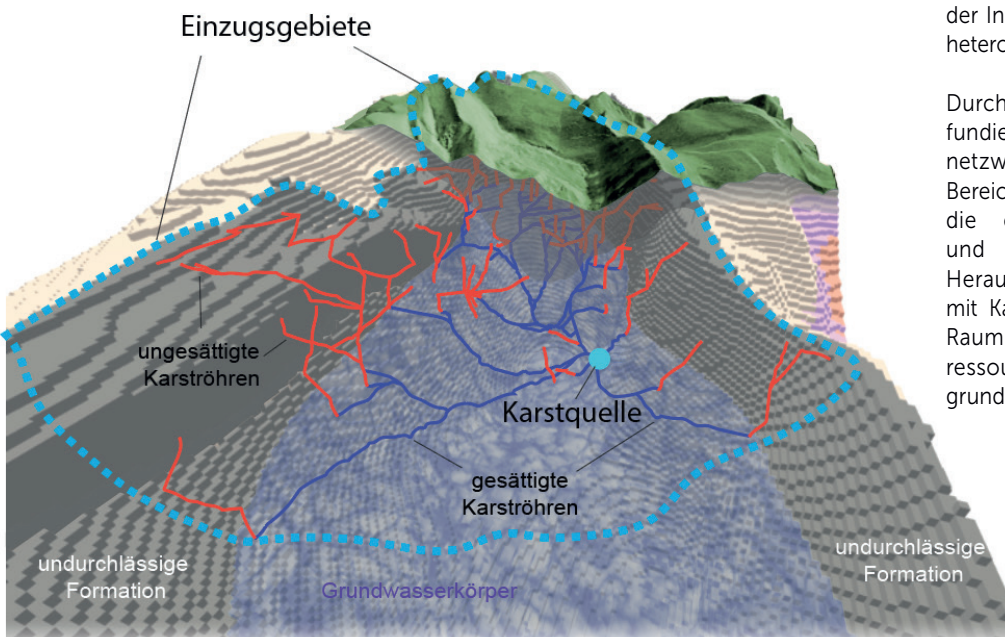 Einzugsgebiete
ungesättigte
Karströhren
Karstquelle
gesättigte
Karströhren
undurchlässige
Formation
Grundwasserkörper
undurchlässige
Formation
der In
Durch
fundie
netzw
Bereic
die
und
Herau
mit Ka
Raum
ressou
grund